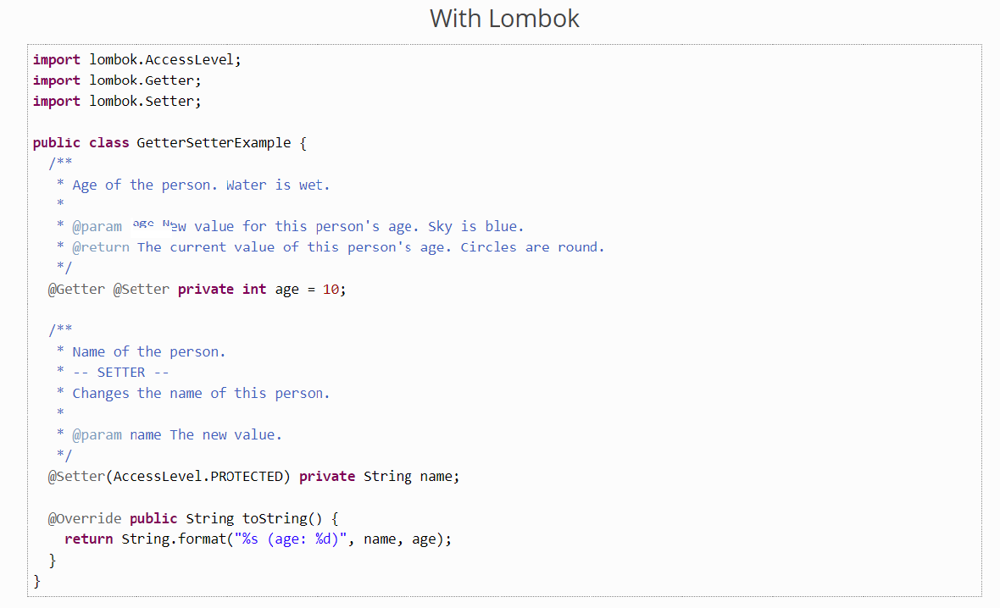 With Lombok
import lombok.AccessLevel;
import lombok.Getter;
import lombok.Setter;
public class GetterSetterExample {
/**
* Age of the person. Water is wet.
*
* @param age New value for this person's age. Sky is blue.
* @return The current value of this person's age. Circles are round.
*/
@Getter @Setter private int age = 10;
/**
* Name of the person.
* -- SETTER --
* Changes the name of this person.
*
* @param name The new value.
*/
@Setter(AccessLevel.PROTECTED) private String name;
@Override public String toString() {
return String.format("%s (age: %d)", name, age);
}
}